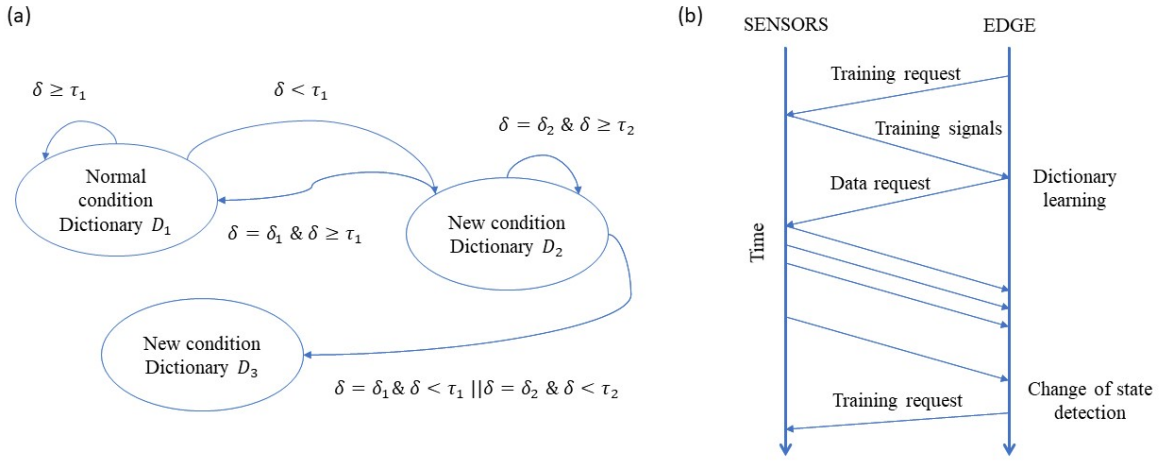 (a)
δ ≥ τ₁
δ < τ₁
δ = δ₂ & δ ≥ τ₂
Normal
condition
Dictionary D₁
δ = δ₁ & δ ≥ τ₁
New condition
Dictionary D₂
New condition
Dictionary D₃
δ = δ₁& δ < τ₁ ||δ = δ₂ & δ < τ₂
(b)
SENSORS
EDGE
Training request
Training signals
Data request
Dictionary
learning
Time
Change of state
detection
Training request